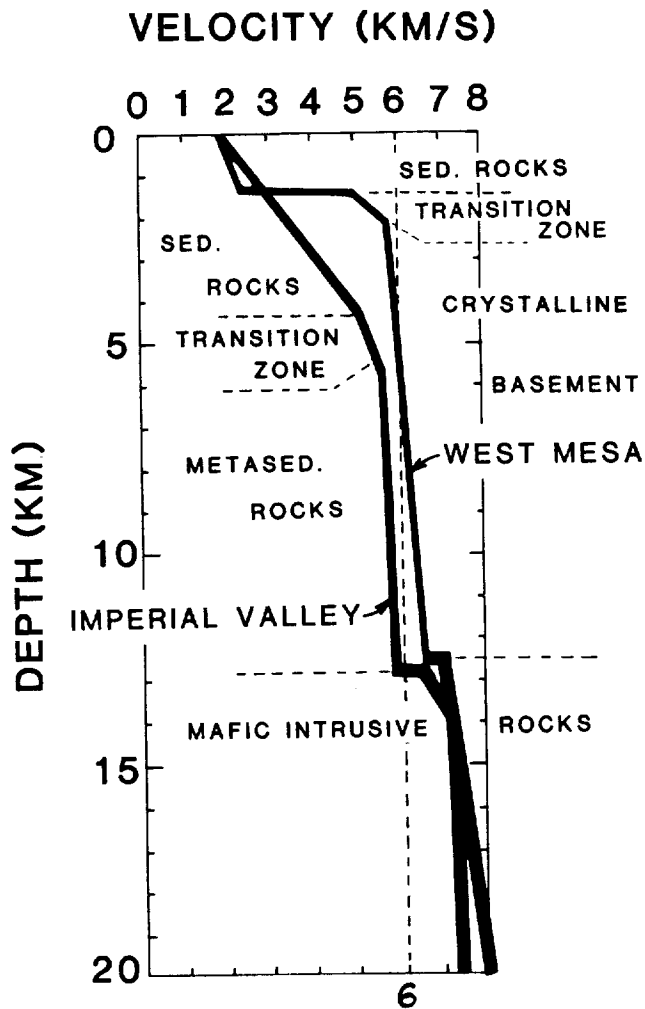 VELOCITY (KM/S)
0 1 2 3 4 5 6 7 8
0
SED. ROCKS
TRANSITION
ZONE
SED.
ROCKS
CRYSTALLINE
5
TRANSITION
ZONE
BASEMENT
WEST MESA
METASED.
ROCKS
DEPTH (KM)
10
IMPERIAL VALLEY
MAFIC INTRUSIVE ROCKS
15
20
6